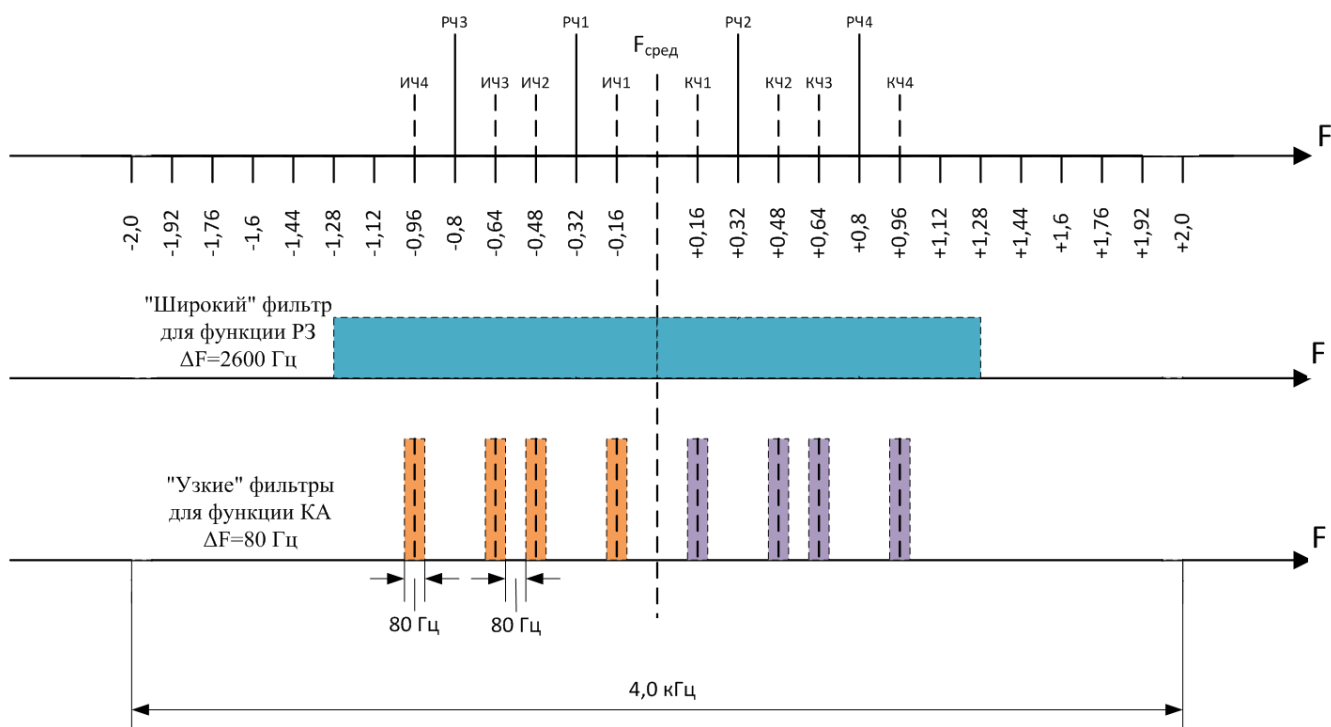 РЧ3 РЧ1 РЧ2 РЧ4
Fсред
ИЧ4 ИЧ3 ИЧ2 ИЧ1 КЧ1 КЧ2 КЧ3 КЧ4
F
-2,0 -1,92 -1,76 -1,6 -1,44 -1,28 -1,12 -0,96 -0,8 -0,64 -0,48 -0,32 -0,16 +0,16 +0,32 +0,48 +0,64 +0,8 +0,96 +1,12 +1,28 +1,44 +1,6 +1,76 +1,92 +2,0
"Широкий" фильтр
для функции РЗ
ΔF=2600 Гц
F
"Узкие" фильтры
для функции КА
ΔF=80 Гц
F
80 Гц 80 Гц
4,0 кГц